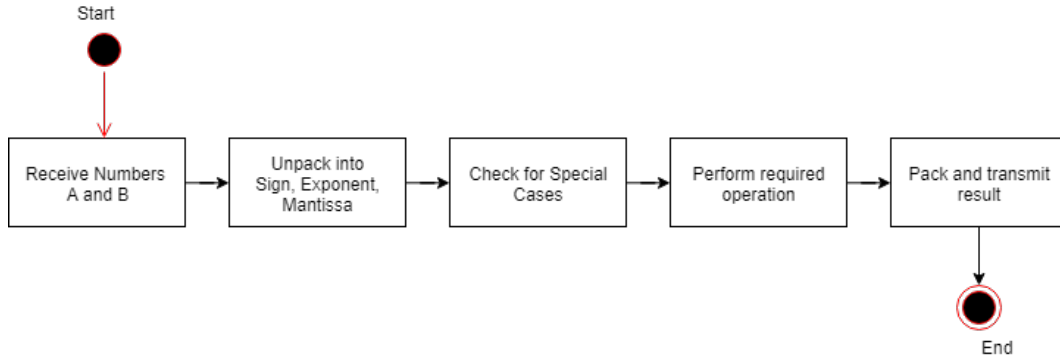 Start
Receive Numbers
A and B
Unpack into
Sign, Exponent,
Mantissa
Check for Special
Cases
Perform required
operation
Pack and transmit
result
End